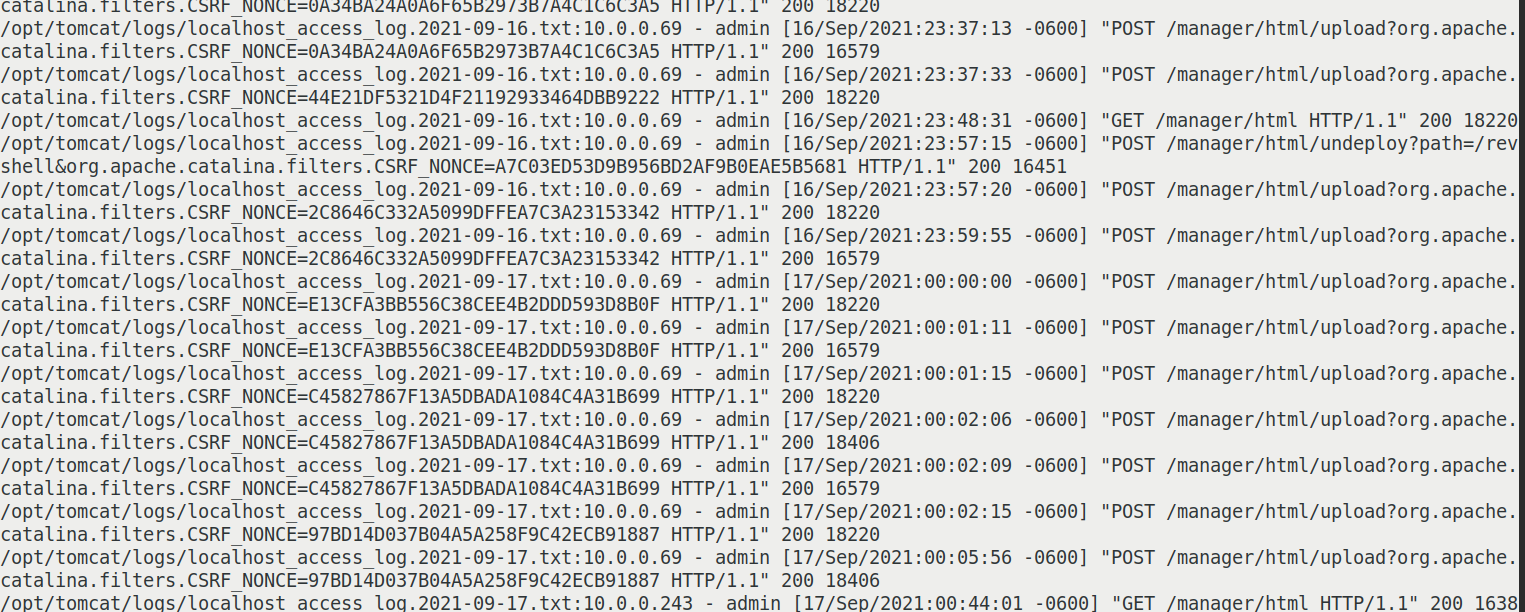 catalina.filters.CSRF_NONCE=0A34BA24A0A6F65B2973B7A4C1C6C3A5 HTTP/1.1" 200 18220
/opt/tomcat/logs/localhost_access_log.2021-09-16.txt:10.0.0.69 - admin [16/Sep/2021:23:37:13 -0600] "POST /manager/html/upload?org.apache.
catalina.filters.CSRF_NONCE=0A34BA24A0A6F65B2973B7A4C1C6C3A5 HTTP/1.1" 200 16579
/opt/tomcat/logs/localhost_access_log.2021-09-16.txt:10.0.0.69 - admin [16/Sep/2021:23:37:33 -0600] "POST /manager/html/upload?org.apache.
catalina.filters.CSRF_NONCE=44E21DF5321D4F21192933464DBB9222 HTTP/1.1" 200 18220
/opt/tomcat/logs/localhost_access_log.2021-09-16.txt:10.0.0.69 - admin [16/Sep/2021:23:48:31 -0600] "GET /manager/html HTTP/1.1" 200 18220
/opt/tomcat/logs/localhost_access_log.2021-09-16.txt:10.0.0.69 - admin [16/Sep/2021:23:57:15 -0600] "POST /manager/html/undeploy?path=/rev
shell&org.apache.catalina.filters.CSRF_NONCE=A7C03ED53D9B956BD2AF9B0EAE5B5681 HTTP/1.1" 200 16451
/opt/tomcat/logs/localhost_access_log.2021-09-16.txt:10.0.0.69 - admin [16/Sep/2021:23:57:20 -0600] "POST /manager/html/upload?org.apache.
catalina.filters.CSRF_NONCE=2C8646C332A5099DFFEA7C3A23153342 HTTP/1.1" 200 18220
/opt/tomcat/logs/localhost_access_log.2021-09-16.txt:10.0.0.69 - admin [16/Sep/2021:23:59:55 -0600] "POST /manager/html/upload?org.apache.
catalina.filters.CSRF_NONCE=2C8646C332A5099DFFEA7C3A23153342 HTTP/1.1" 200 16579
/opt/tomcat/logs/localhost_access_log.2021-09-17.txt:10.0.0.69 - admin [17/Sep/2021:00:00:00 -0600] "POST /manager/html/upload?org.apache.
catalina.filters.CSRF_NONCE=E13CFA3BB556C38CEE4B2DDD593D8B0F HTTP/1.1" 200 18220
/opt/tomcat/logs/localhost_access_log.2021-09-17.txt:10.0.0.69 - admin [17/Sep/2021:00:01:11 -0600] "POST /manager/html/upload?org.apache.
catalina.filters.CSRF_NONCE=E13CFA3BB556C38CEE4B2DDD593D8B0F HTTP/1.1" 200 16579
/opt/tomcat/logs/localhost_access_log.2021-09-17.txt:10.0.0.69 - admin [17/Sep/2021:00:01:15 -0600] "POST /manager/html/upload?org.apache.
catalina.filters.CSRF_NONCE=C45827867F13A5DBADA1084C4A31B699 HTTP/1.1" 200 18220
/opt/tomcat/logs/localhost_access_log.2021-09-17.txt:10.0.0.69 - admin [17/Sep/2021:00:02:06 -0600] "POST /manager/html/upload?org.apache.
catalina.filters.CSRF_NONCE=C45827867F13A5DBADA1084C4A31B699 HTTP/1.1" 200 18406
/opt/tomcat/logs/localhost_access_log.2021-09-17.txt:10.0.0.69 - admin [17/Sep/2021:00:02:09 -0600] "POST /manager/html/upload?org.apache.
catalina.filters.CSRF_NONCE=C45827867F13A5DBADA1084C4A31B699 HTTP/1.1" 200 16579
/opt/tomcat/logs/localhost_access_log.2021-09-17.txt:10.0.0.69 - admin [17/Sep/2021:00:02:15 -0600] "POST /manager/html/upload?org.apache.
catalina.filters.CSRF_NONCE=97BD14D037B04A5A258F9C42ECB91887 HTTP/1.1" 200 18220
/opt/tomcat/logs/localhost_access_log.2021-09-17.txt:10.0.0.69 - admin [17/Sep/2021:00:05:56 -0600] "POST /manager/html/upload?org.apache.
catalina.filters.CSRF_NONCE=97BD14D037B04A5A258F9C42ECB91887 HTTP/1.1" 200 18406
/opt/tomcat/logs/localhost_access_log.2021-09-17.txt:10.0.0.243 - admin [17/Sep/2021:00:44:01 -0600] "GET /manager/html HTTP/1.1" 200 1638